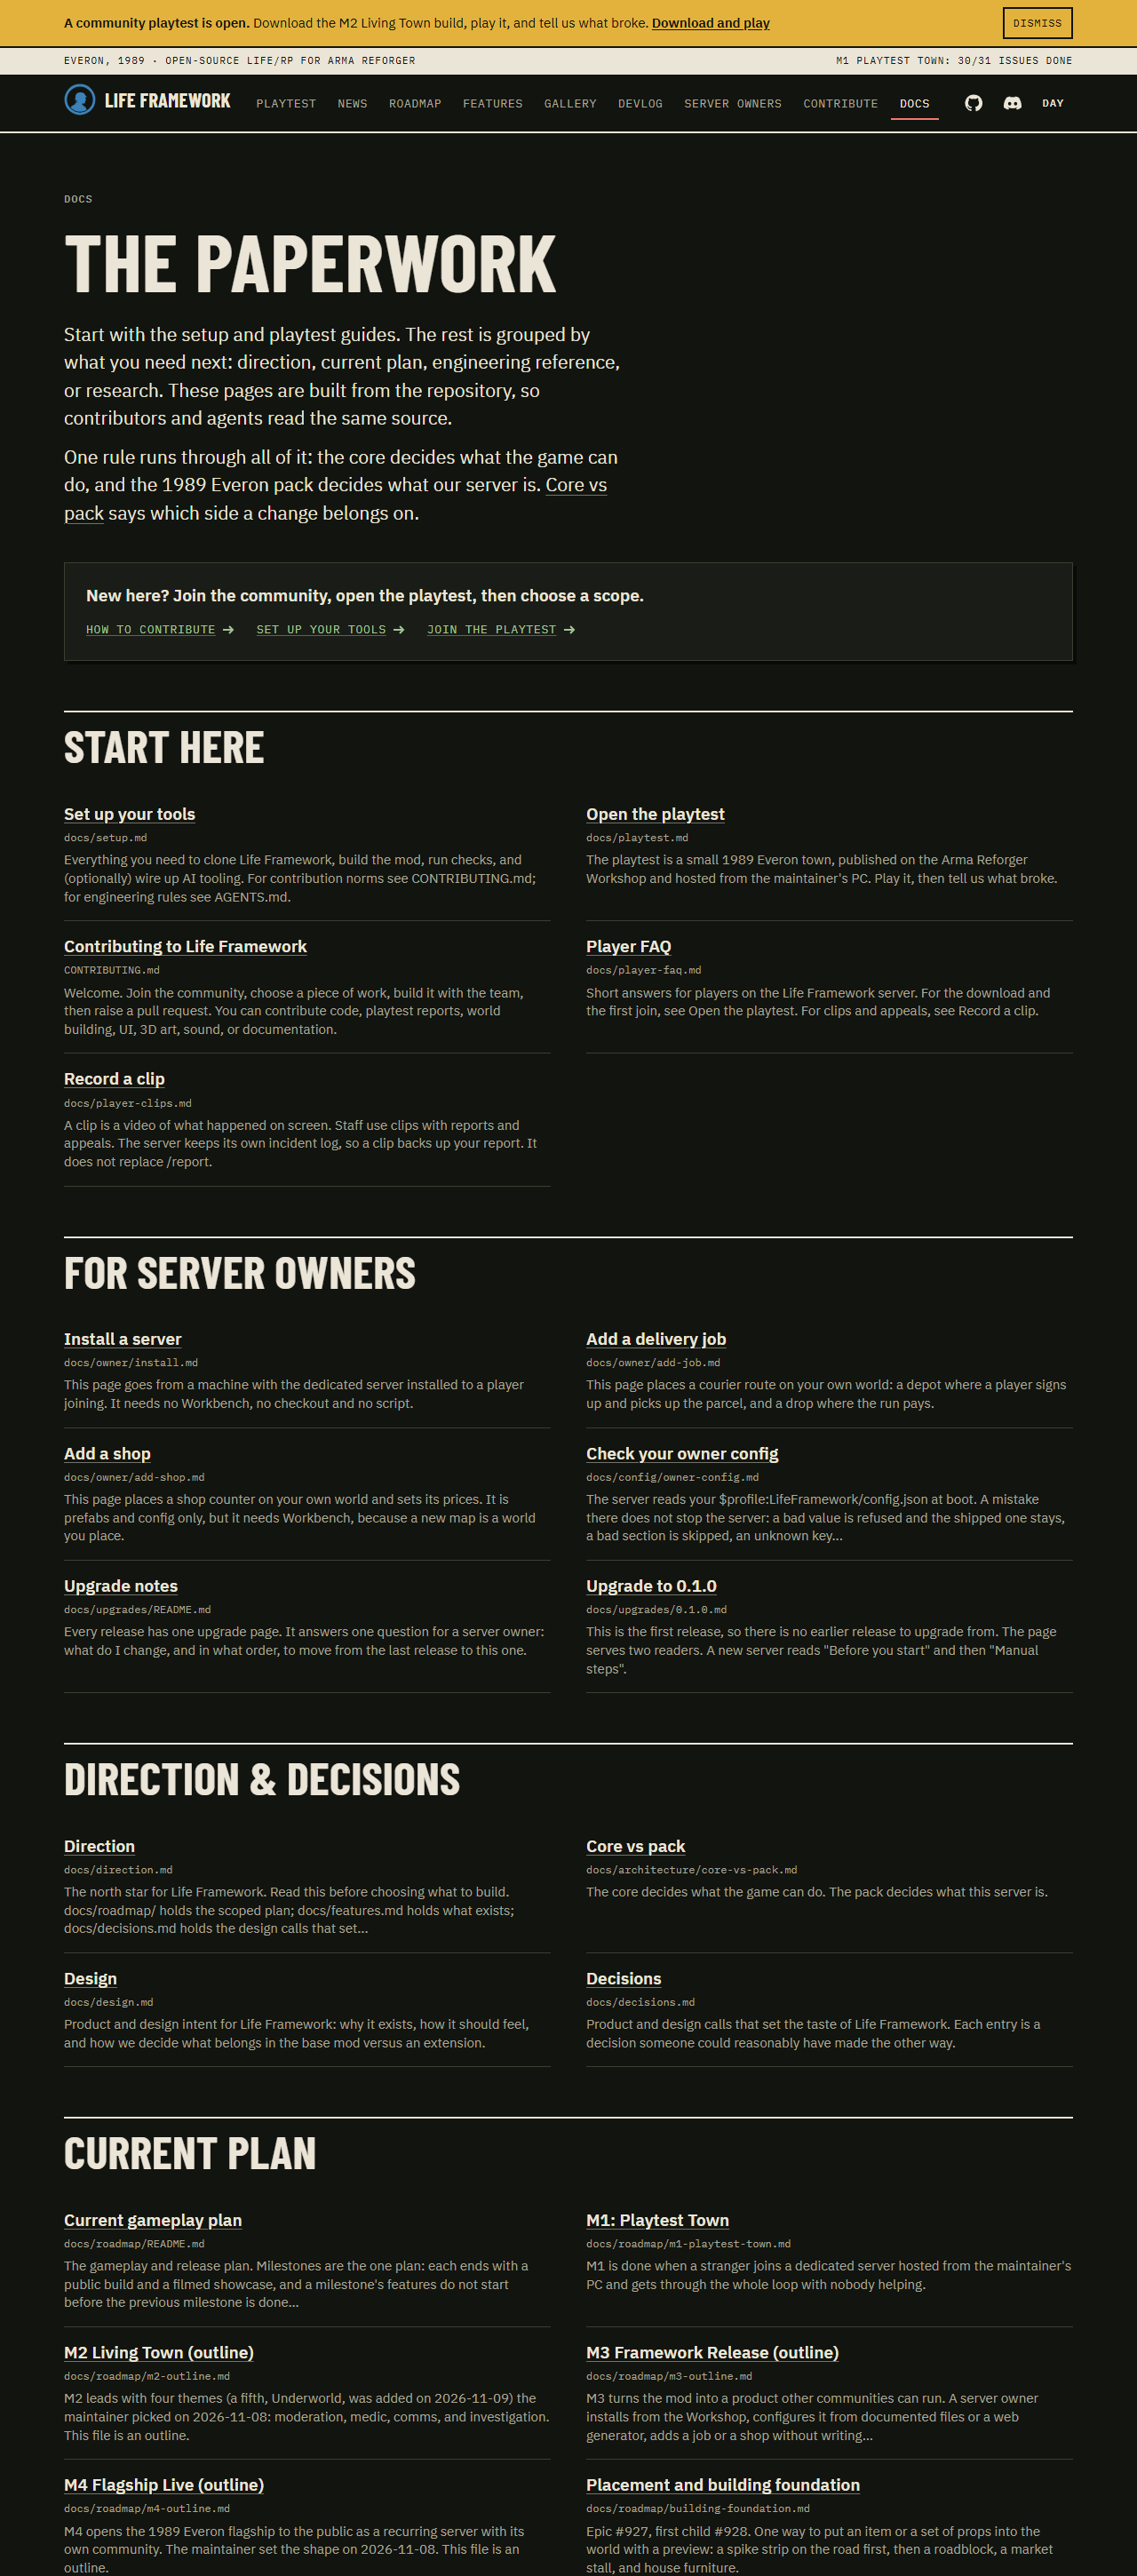 A community playtest is open. Download the M2 Living Town build, play it, and tell us what broke. Download and play
DISMISS
EVERON, 1989 · OPEN-SOURCE LIFE/RP FOR ARMA REFORGER
M1 PLAYTEST TOWN: 30/31 ISSUES DONE
LIFE FRAMEWORK
PLAYTEST NEWS ROADMAP FEATURES GALLERY DEVLOG SERVER OWNERS CONTRIBUTE DOCS DAY
DOCS
THE PAPERWORK
Start with the setup and playtest guides. The rest is grouped by
what you need next: direction, current plan, engineering reference,
or research. These pages are built from the repository, so
contributors and agents read the same source.
One rule runs through all of it: the core decides what the game can
do, and the 1989 Everon pack decides what our server is. Core vs
pack says which side a change belongs on.
New here? Join the community, open the playtest, then choose a scope.
HOW TO CONTRIBUTE → SET UP YOUR TOOLS → JOIN THE PLAYTEST →
START HERE
Set up your tools
docs/setup.md
Everything you need to clone Life Framework, build the mod, run checks, and
(optionally) wire up AI tooling. For contribution norms see CONTRIBUTING.md;
for engineering rules see AGENTS.md.
Open the playtest
docs/playtest.md
The playtest is a small 1989 Everon town, published on the Arma Reforger
Workshop and hosted from the maintainer's PC. Play it, then tell us what broke.
Contributing to Life Framework
CONTRIBUTING.md
Welcome. Join the community, choose a piece of work, build it with the team,
then raise a pull request. You can contribute code, playtest reports, world
building, UI, 3D art, sound, or documentation.
Player FAQ
docs/player-faq.md
Short answers for players on the Life Framework server. For the download and
the first join, see Open the playtest. For clips and appeals, see Record a clip.
Record a clip
docs/player-clips.md
A clip is a video of what happened on screen. Staff use clips with reports and
appeals. The server keeps its own incident log, so a clip backs up your report. It
does not replace /report.
FOR SERVER OWNERS
Install a server
docs/owner/install.md
This page goes from a machine with the dedicated server installed to a player
joining. It needs no Workbench, no checkout and no script.
Add a delivery job
docs/owner/add-job.md
This page places a courier route on your own world: a depot where a player signs
up and picks up the parcel, and a drop where the run pays.
Add a shop
docs/owner/add-shop.md
This page places a shop counter on your own world and sets its prices. It is
prefabs and config only, but it needs Workbench, because a new map is a world
you place.
Check your owner config
docs/config/owner-config.md
The server reads your $profile:LifeFramework/config.json at boot. A mistake
there does not stop the server: a bad value is refused and the shipped one stays,
a bad section is skipped, an unknown key...
Upgrade notes
docs/upgrades/README.md
Every release has one upgrade page. It answers one question for a server owner:
what do I change, and in what order, to move from the last release to this one.
Upgrade to 0.1.0
docs/upgrades/0.1.0.md
This is the first release, so there is no earlier release to upgrade from. The page
serves two readers. A new server reads "Before you start" and then "Manual
steps".
DIRECTION & DECISIONS
Direction
docs/direction.md
The north star for Life Framework. Read this before choosing what to build.
docs/roadmap/ holds the scoped plan; docs/features.md holds what exists;
docs/decisions.md holds the design calls that set...
Core vs pack
docs/architecture/core-vs-pack.md
The core decides what the game can do. The pack decides what this server is.
Design
docs/design.md
Product and design intent for Life Framework: why it exists, how it should feel,
and how we decide what belongs in the base mod versus an extension.
Decisions
docs/decisions.md
Product and design calls that set the taste of Life Framework. Each entry is a
decision someone could reasonably have made the other way.
CURRENT PLAN
Current gameplay plan
docs/roadmap/README.md
The gameplay and release plan. Milestones are the one plan: each ends with a
public build and a filmed showcase, and a milestone's features do not start
before the previous milestone is done...
M1: Playtest Town
docs/roadmap/m1-playtest-town.md
M1 is done when a stranger joins a dedicated server hosted from the maintainer's
PC and gets through the whole loop with nobody helping.
M2 Living Town (outline)
docs/roadmap/m2-outline.md
M2 leads with four themes (a fifth, Underworld, was added on 2026-11-09) the
maintainer picked on 2026-11-08: moderation, medic, comms, and investigation.
This file is an outline.
M3 Framework Release (outline)
docs/roadmap/m3-outline.md
M3 turns the mod into a product other communities can run. A server owner
installs from the Workshop, configures it from documented files or a web
generator, adds a job or a shop without writing...
M4 Flagship Live (outline)
docs/roadmap/m4-outline.md
M4 opens the 1989 Everon flagship to the public as a recurring server with its
own community. The maintainer set the shape on 2026-11-08. This file is an
outline.
Placement and building foundation
docs/roadmap/building-foundation.md
Epic #927, first child #928. One way to put an item or a set of props into the
world with a preview: a spike strip on the road first, then a roadblock, a market
stall, and house furniture.